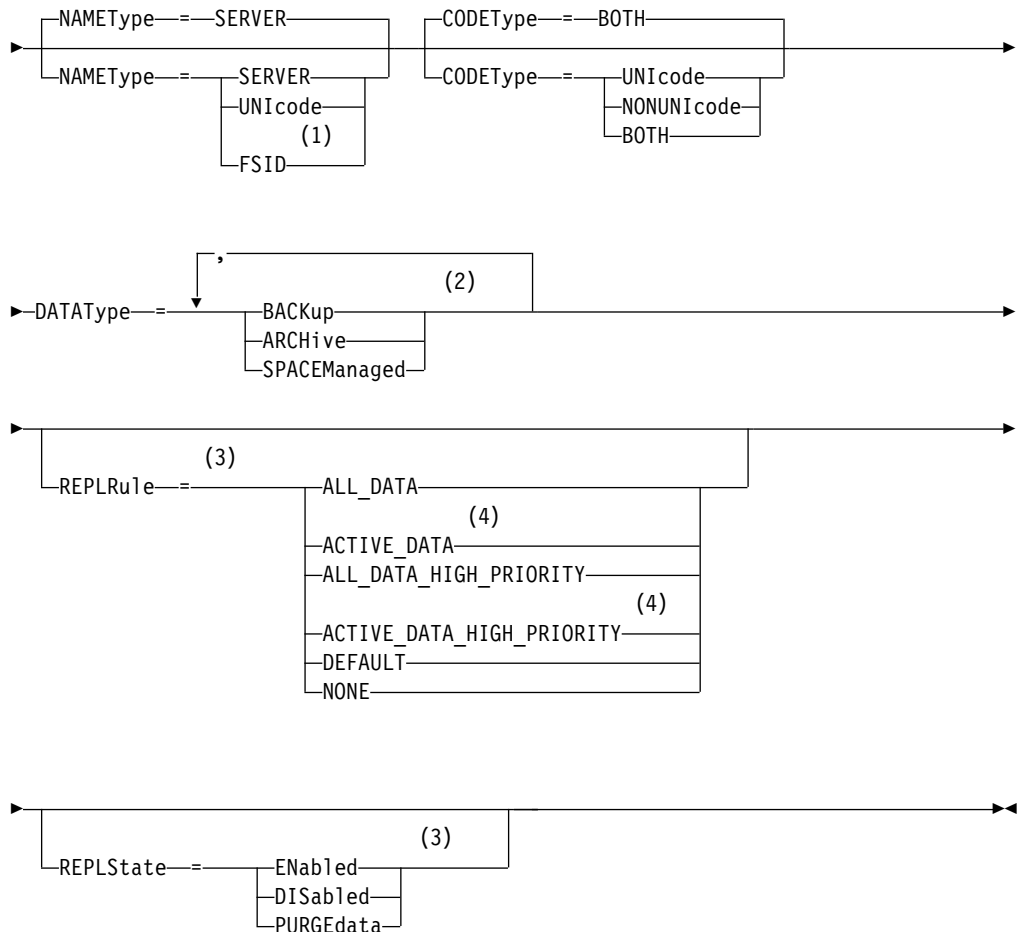 NAMEType = SERVER CODEType = BOTH
NAMEType = SERVER CODEType = UNIcode
UNIcode NONUNIcode
(1) BOTH
FSID
,
(2)
DATAType = BACKup
ARCHive
SPACEManaged
(3)
REPLRule = ALL_DATA
(4)
ACTIVE_DATA
ALL_DATA_HIGH_PRIORITY
(4)
ACTIVE_DATA_HIGH_PRIORITY
DEFAULT
NONE
(3)
REPLState = ENabled
DISabled
PURGEdata